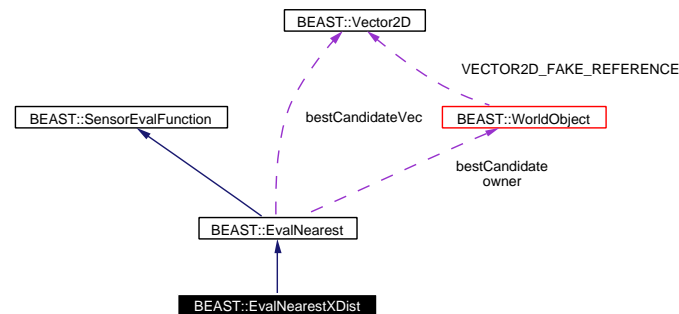 BEAST::Vector2D
VECTOR2D_FAKE_REFERENCE
BEAST::SensorEvalFunction
bestCandidateVec
BEAST::WorldObject
bestCandidate
owner
BEAST::EvalNearest
BEAST::EvalNearestXDist